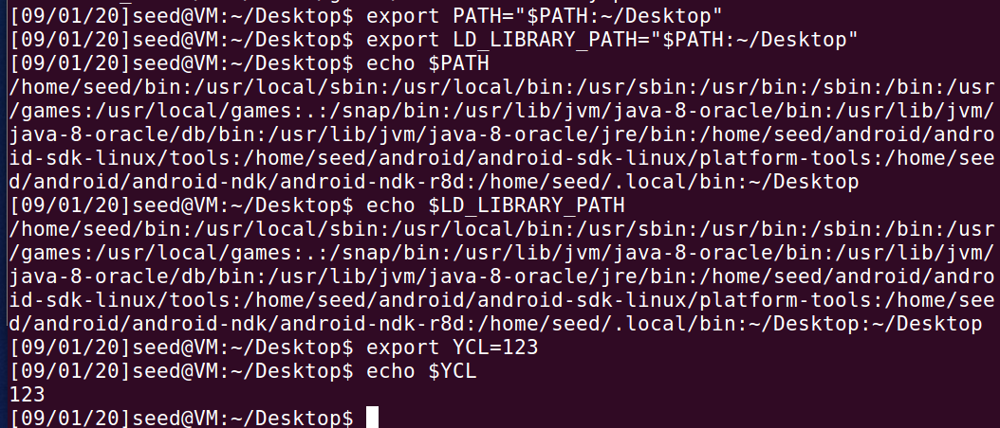 [09/01/20]seed@VM:~/Desktop$ export PATH="$PATH:~/Desktop"
[09/01/20]seed@VM:~/Desktop$ export LD_LIBRARY_PATH="$PATH:~/Desktop"
[09/01/20]seed@VM:~/Desktop$ echo $PATH
/home/seed/bin:/usr/local/sbin:/usr/local/bin:/usr/sbin:/usr/bin:/sbin:/bin:/usr
/games:/usr/local/games:.:/snap/bin:/usr/lib/jvm/java-8-oracle/bin:/usr/lib/jvm/
java-8-oracle/db/bin:/usr/lib/jvm/java-8-oracle/jre/bin:/home/seed/android/andro
id-sdk-linux/tools:/home/seed/android/android-sdk-linux/platform-tools:/home/see
d/android/android-ndk/android-ndk-r8d:/home/seed/.local/bin:~/Desktop
[09/01/20]seed@VM:~/Desktop$ echo $LD_LIBRARY_PATH
/home/seed/bin:/usr/local/sbin:/usr/local/bin:/usr/sbin:/usr/bin:/sbin:/bin:/usr
/games:/usr/local/games:.:/snap/bin:/usr/lib/jvm/java-8-oracle/bin:/usr/lib/jvm/
java-8-oracle/db/bin:/usr/lib/jvm/java-8-oracle/jre/bin:/home/seed/android/andro
id-sdk-linux/tools:/home/seed/android/android-sdk-linux/platform-tools:/home/see
d/android/android-ndk/android-ndk-r8d:/home/seed/.local/bin:~/Desktop:~/Desktop
[09/01/20]seed@VM:~/Desktop$ export YCL=123
[09/01/20]seed@VM:~/Desktop$ echo $YCL
123
[09/01/20]seed@VM:~/Desktop$